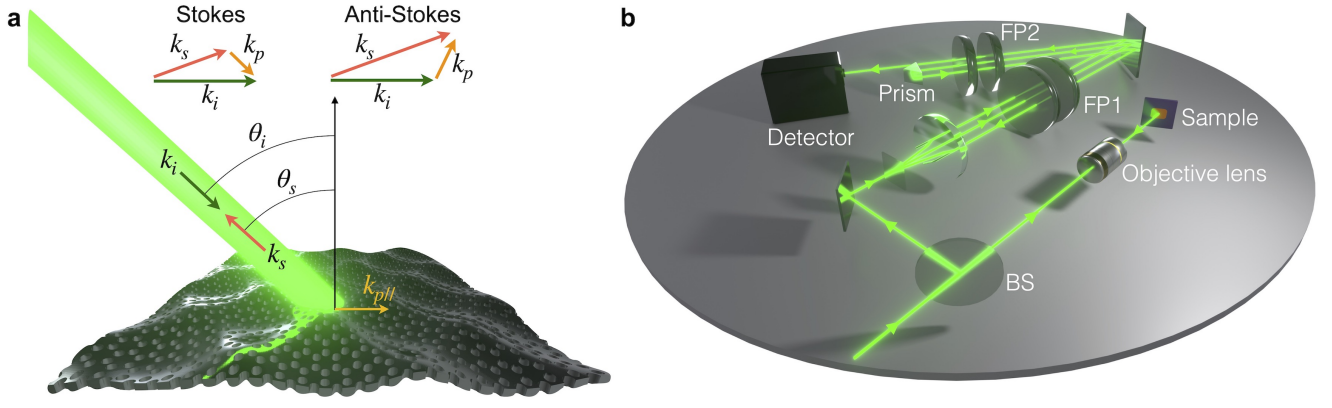 a
Stokes
k_s
k_p
k_i
Anti-Stokes
k_s
k_p
k_i
θ_i
θ_s
k_i
k_s
k_p//
b
FP2
FP1
Prism
Detector
Sample
Objective lens
BS